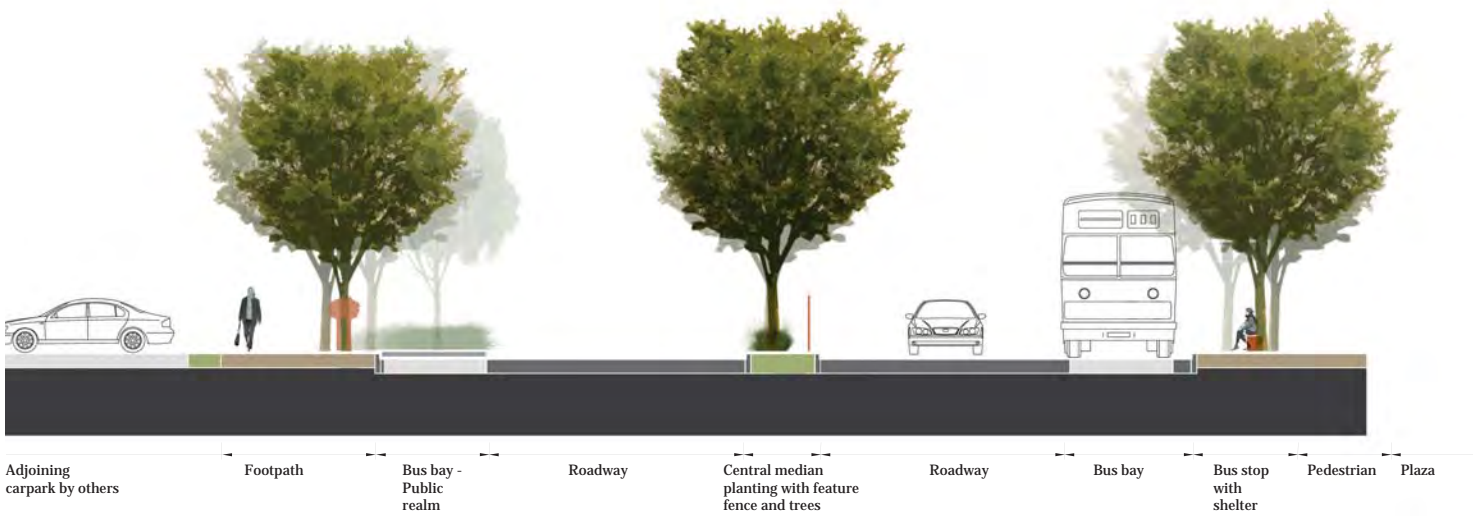 Adjoining
carpark by others
Footpath
Bus bay -
Public
realm
Roadway
Central median
planting with feature
fence and trees
Roadway
Bus bay
Bus stop
with
shelter
Pedestrian
Plaza